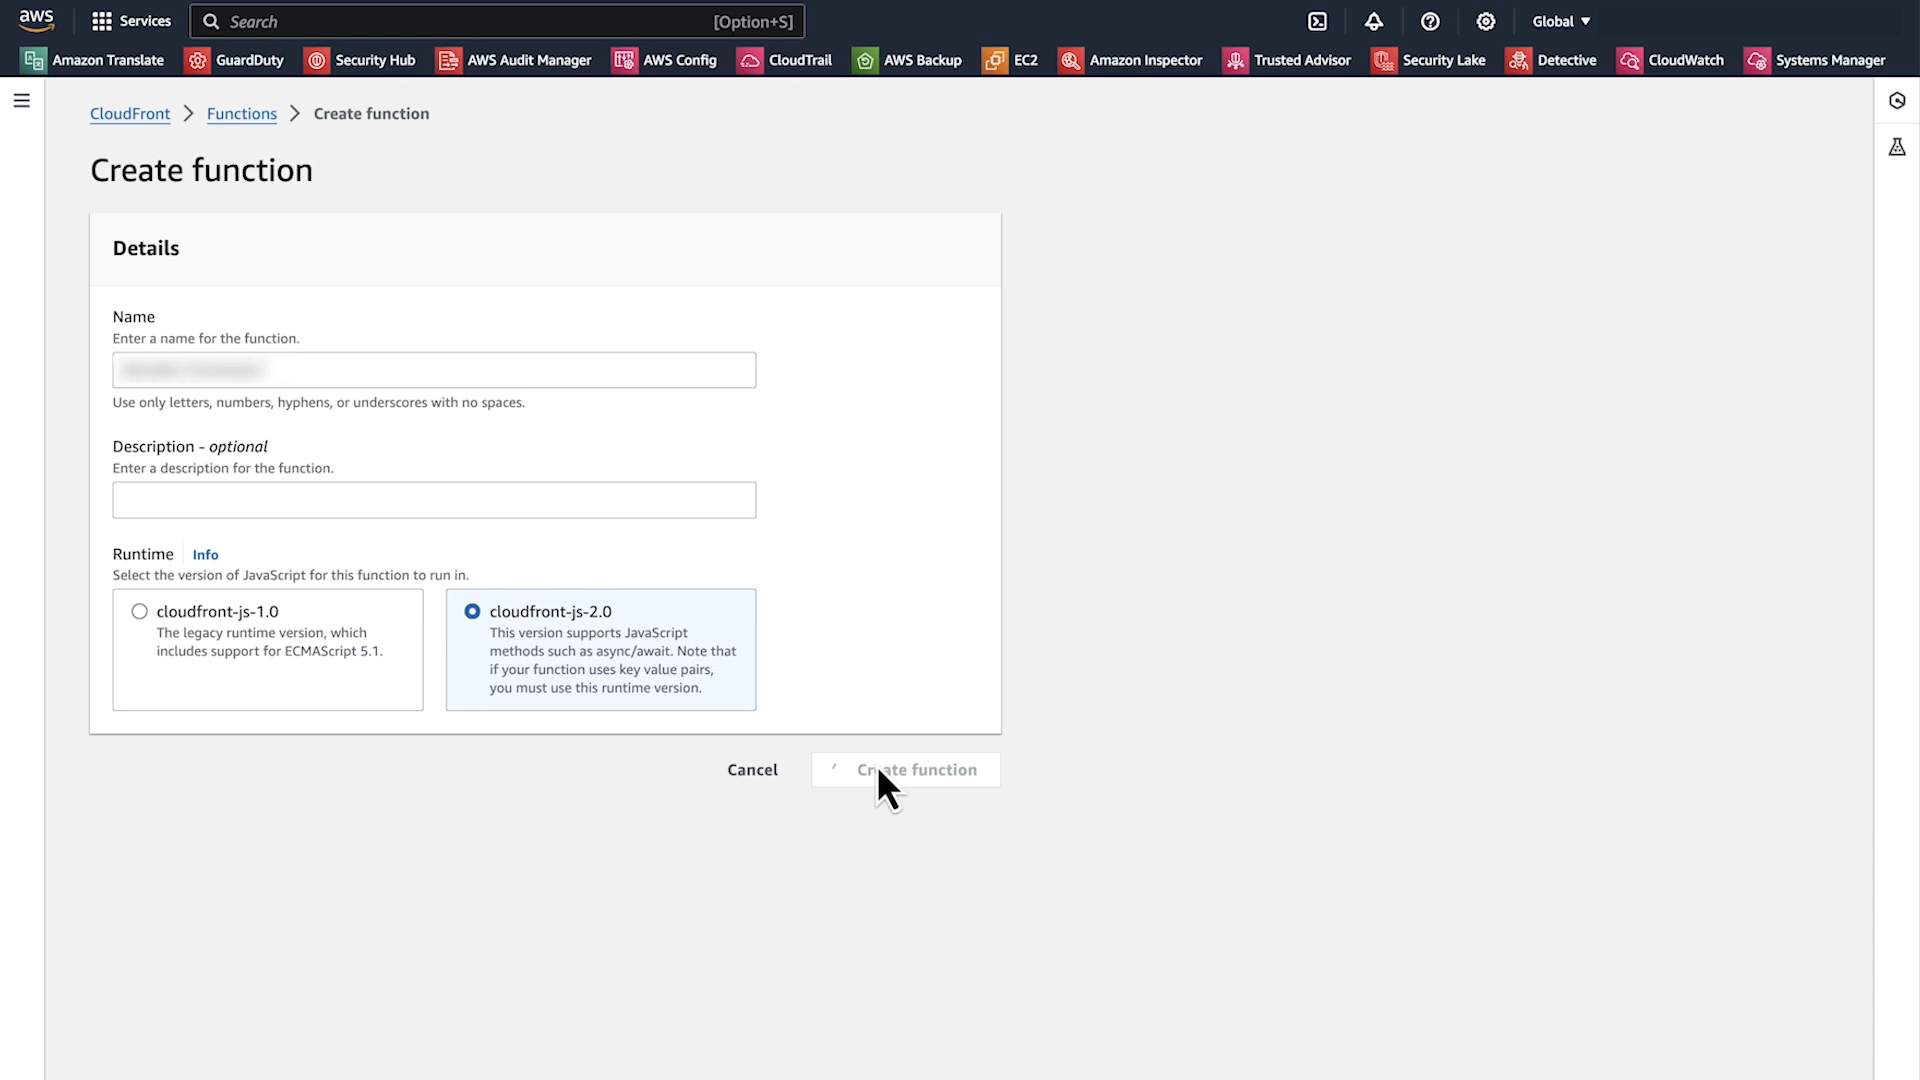 aws Services Search [Option+S] Global
Amazon Translate GuardDuty Security Hub AWS Audit Manager AWS Config CloudTrail AWS Backup EC2 Amazon Inspector Trusted Advisor Security Lake Detective CloudWatch Systems Manager
CloudFront Functions Create function
Create function
Details
Name
Enter a name for the function.
Use only letters, numbers, hyphens, or underscores with no spaces.
Description - optional
Enter a description for the function.
Runtime Info
Select the version of JavaScript for this function to run in.
cloudfront-js-1.0
The legacy runtime version, which
includes support for ECMAScript 5.1.
cloudfront-js-2.0
This version supports JavaScript
methods such as async/await. Note that
if your function uses key value pairs,
you must use this runtime version.
Cancel Create function